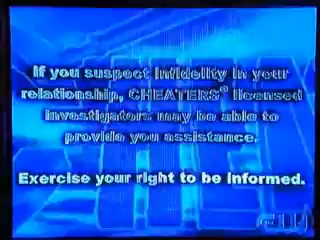 If you suspect infidelity in your
relationship, CHEATERS® licensed
investigators may be able to
provide you assistance.
Exercise your right to be informed.